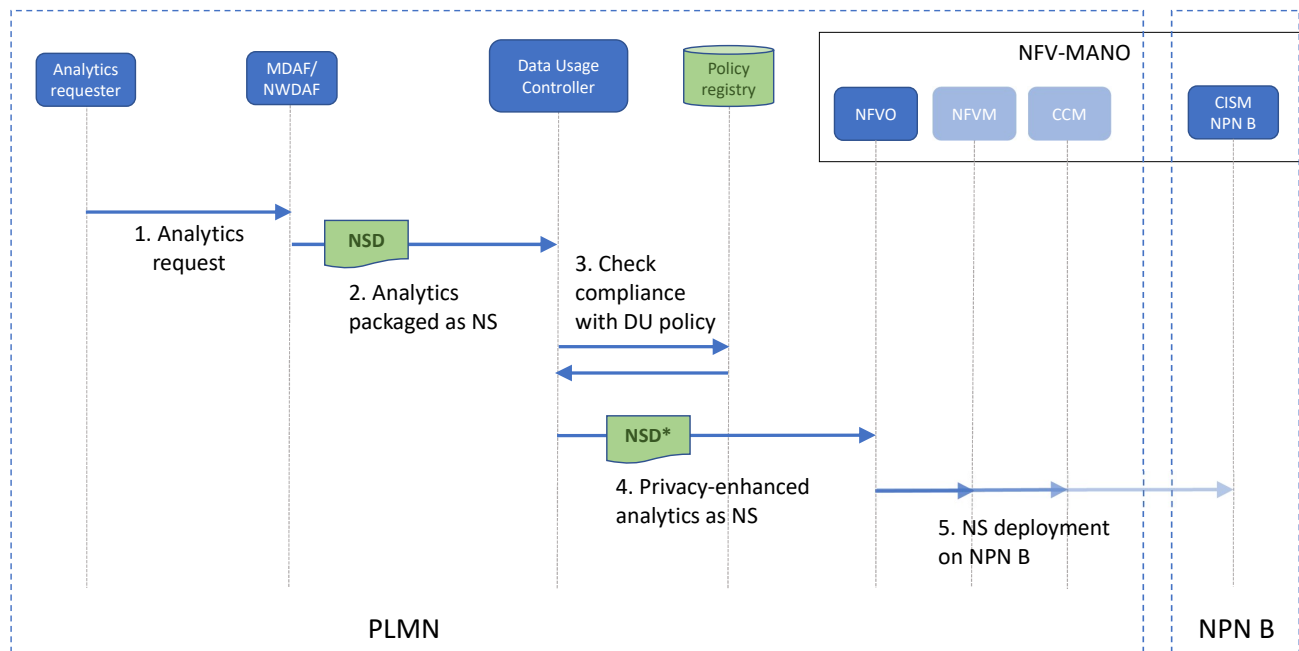 NFV-MANO
Analytics
requester
MDAF/
NWDAF
Data Usage
Controller
Policy
registry
NFVO
NFVM
CCM
CISM
NPN B
1. Analytics
request
NSD
2. Analytics
packaged as NS
3. Check
compliance
with DU policy
NSD*
4. Privacy-enhanced
analytics as NS
5. NS deployment
on NPN B
PLMN
NPN B